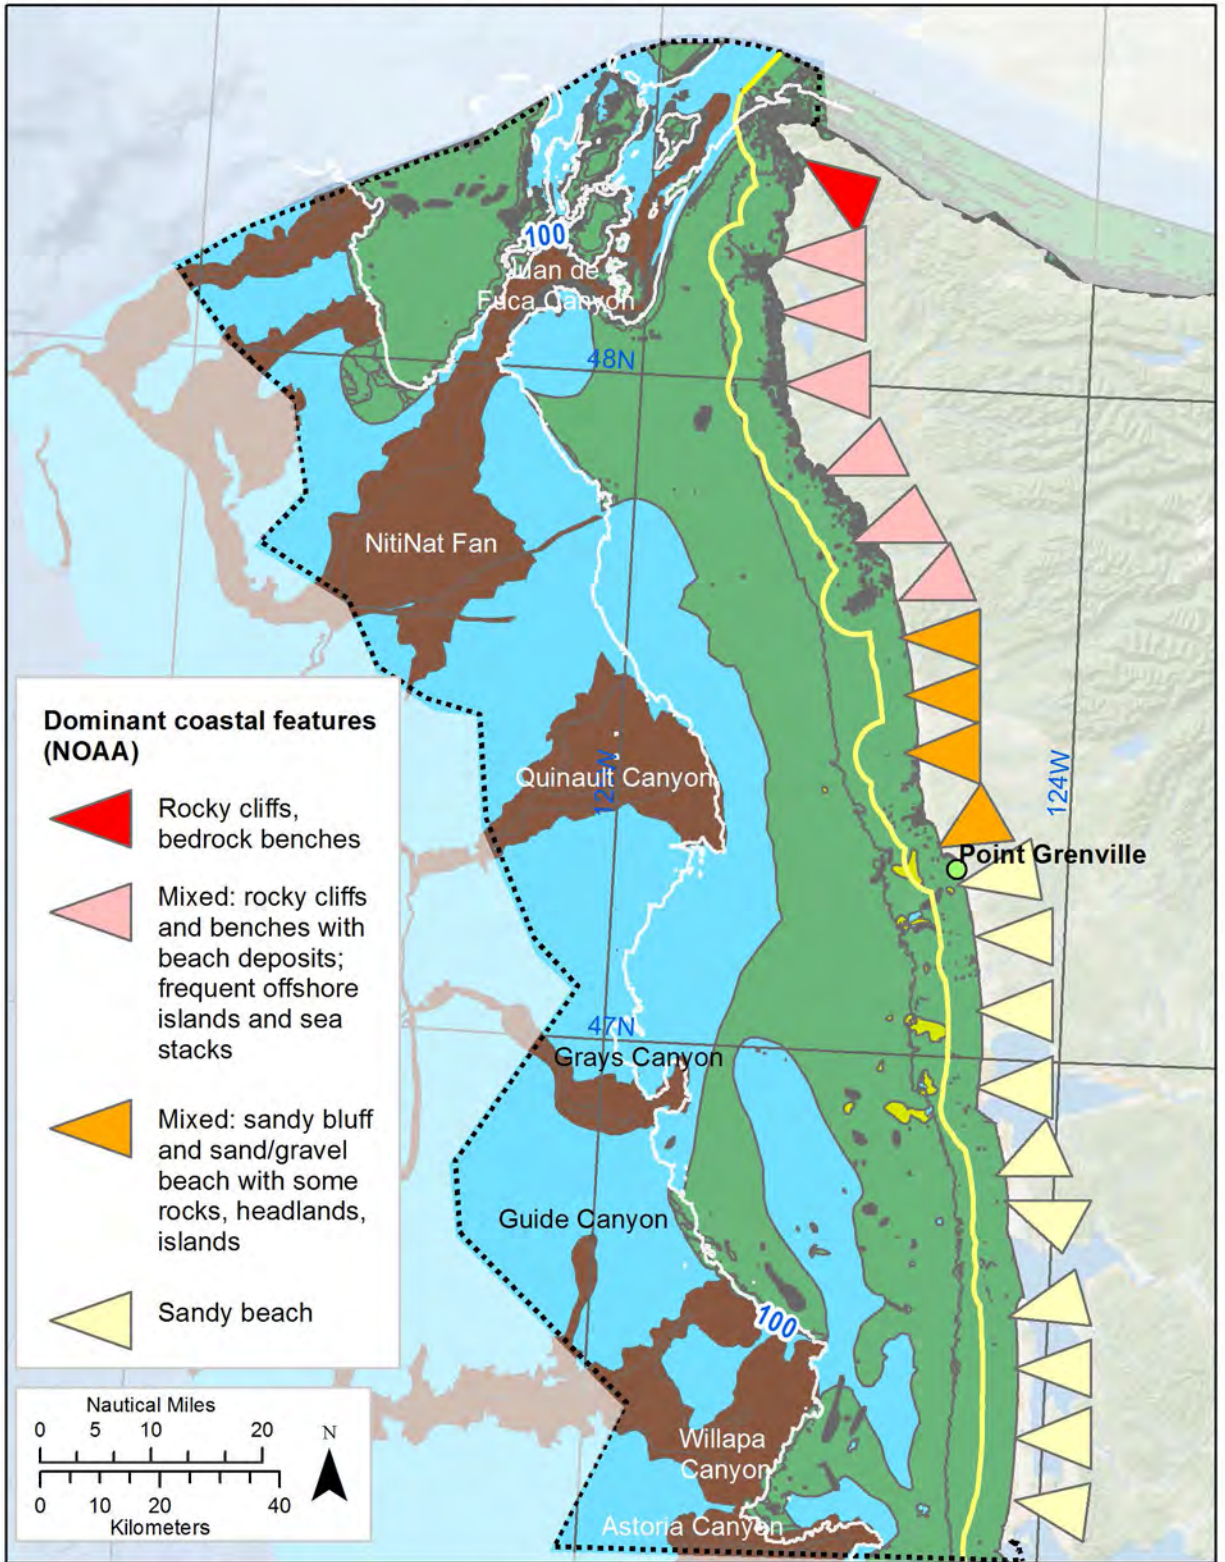 100
Juan de
Fuca Canyon
48N
NitiNat Fan
Quinault Canyon
124W
Point Grenville
47N
Grays Canyon
Guide Canyon
100
Willapa
Canyon
Astoria Canyon
Dominant coastal features
(NOAA)
Rocky cliffs,
bedrock benches
Mixed: rocky cliffs
and benches with
beach deposits;
frequent offshore
islands and sea
stacks
Mixed: sandy bluff
and sand/gravel
beach with some
rocks, headlands,
islands
Sandy beach
Nautical Miles
0 5 10 20
N
0 10 20 40
Kilometers